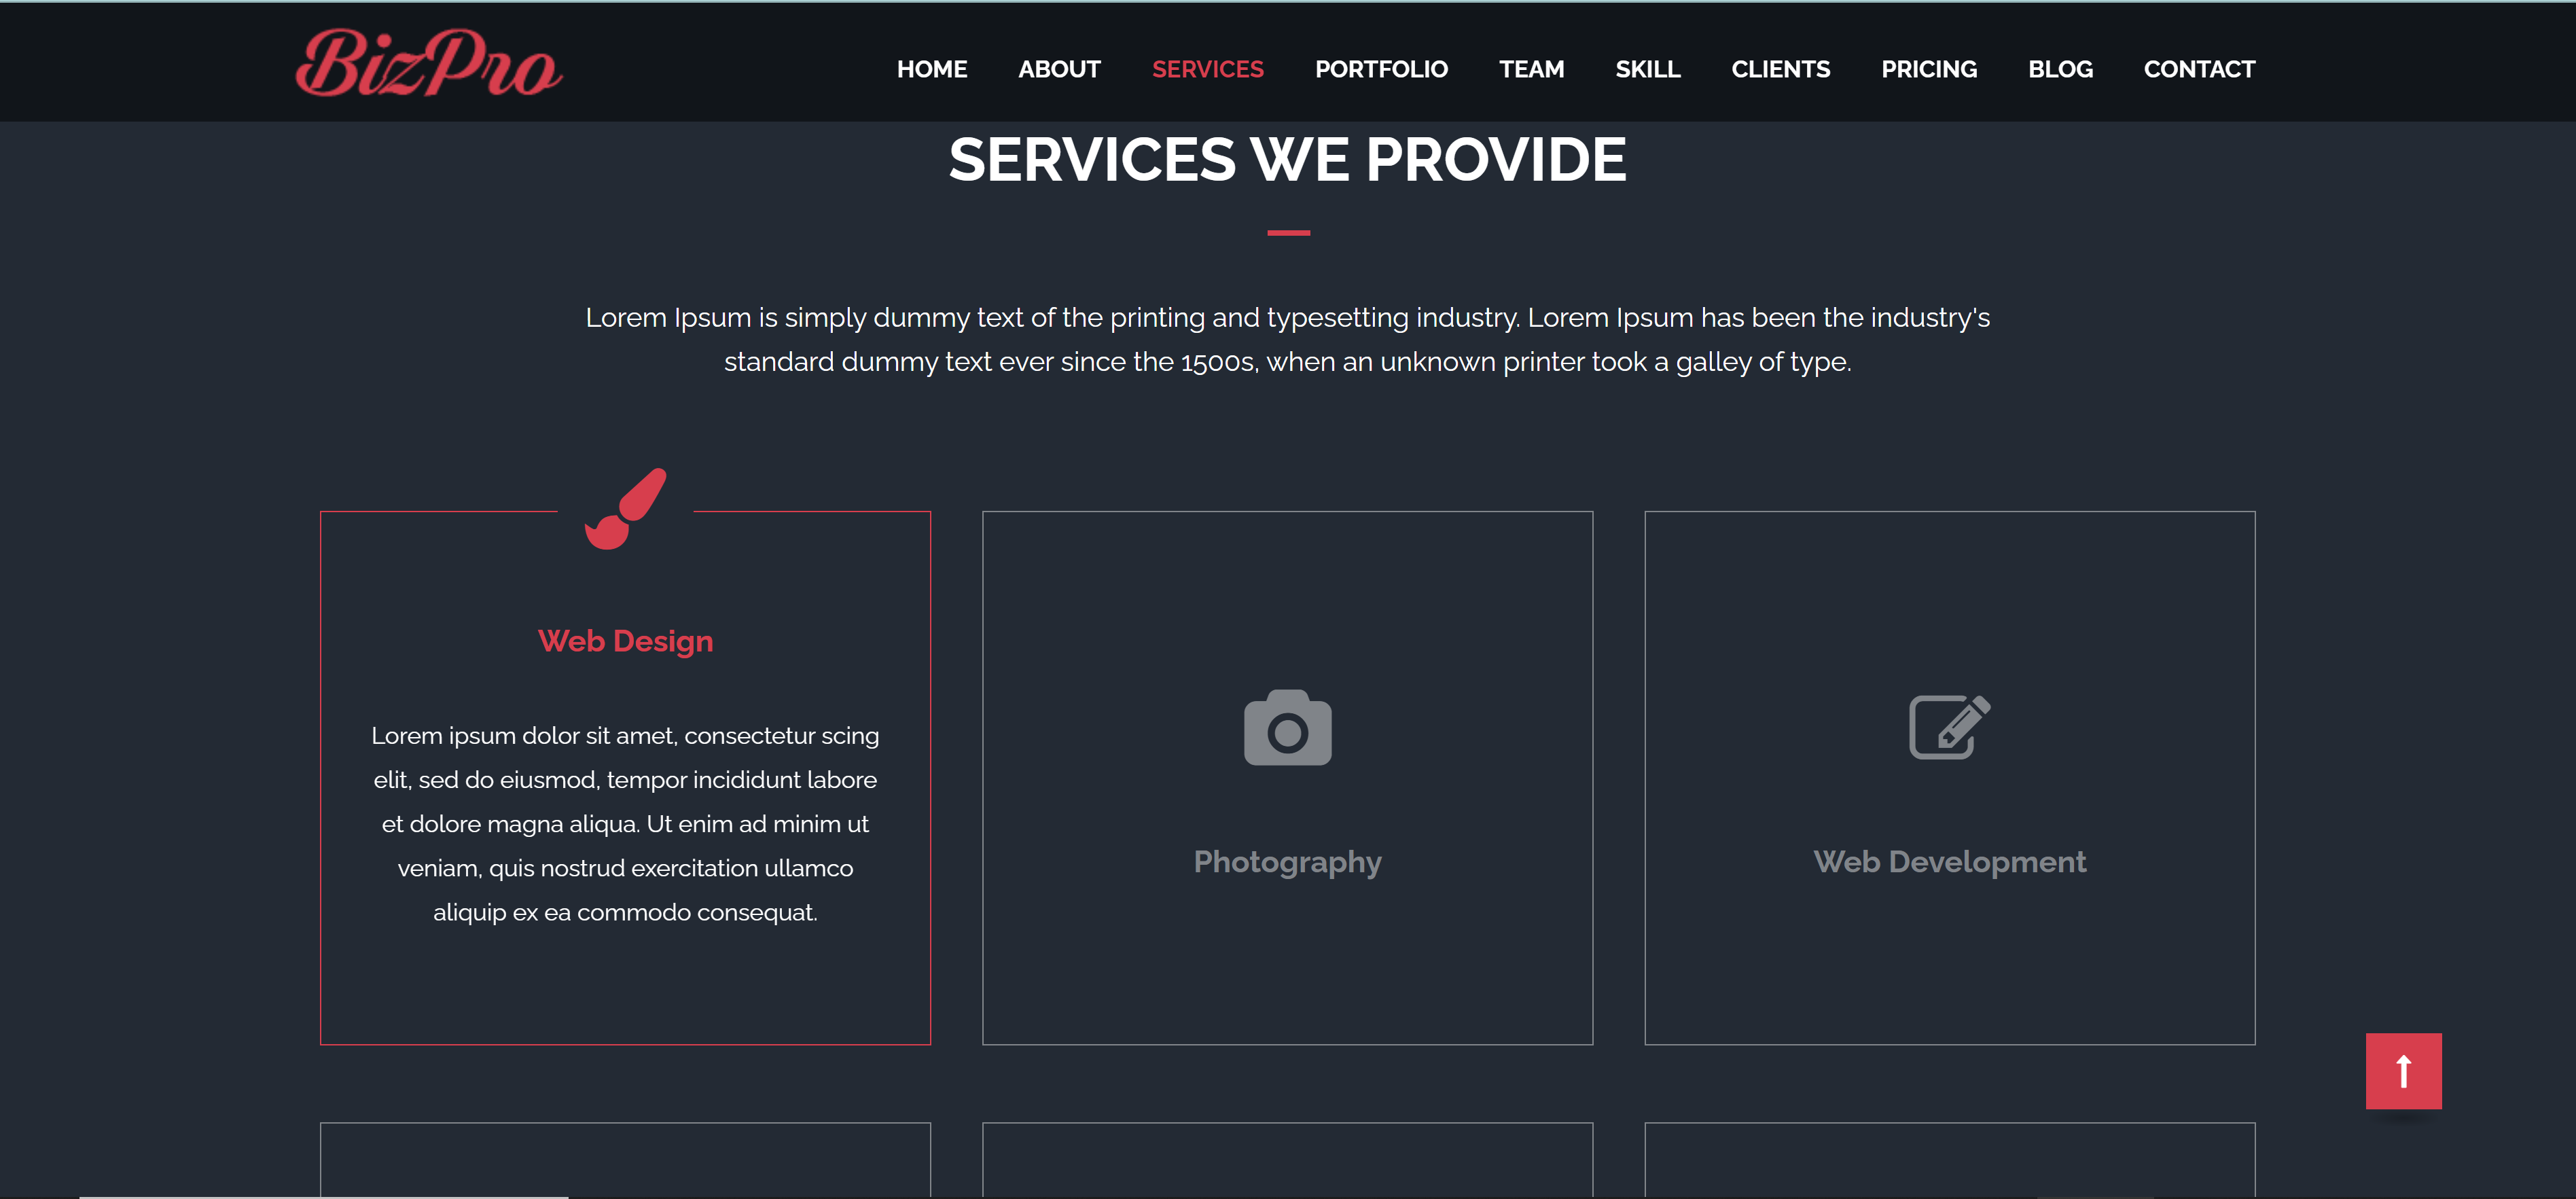 BizPro
HOME ABOUT SERVICES PORTFOLIO TEAM SKILL CLIENTS PRICING BLOG CONTACT
SERVICES WE PROVIDE
Lorem Ipsum is simply dummy text of the printing and typesetting industry. Lorem Ipsum has been the industry's
standard dummy text ever since the 1500s, when an unknown printer took a galley of type.
Web Design
Lorem ipsum dolor sit amet, consectetur scing
elit, sed do eiusmod, tempor incididunt labore
et dolore magna aliqua. Ut enim ad minim ut
veniam, quis nostrud exercitation ullamco
aliquip ex ea commodo consequat.
Photography
Web Development